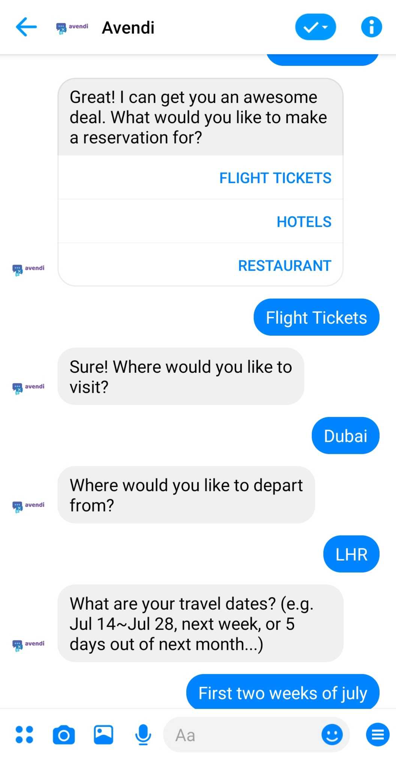 avendi Avendi
Great! I can get you an awesome
deal. What would you like to make
a reservation for?
FLIGHT TICKETS
HOTELS
RESTAURANT
avendi
Flight Tickets
Sure! Where would you like to
visit?
avendi
Dubai
Where would you like to depart
from?
avendi
LHR
What are your travel dates? (e.g.
Jul 14~Jul 28, next week, or 5
days out of next month...)
avendi
First two weeks of july
Aa